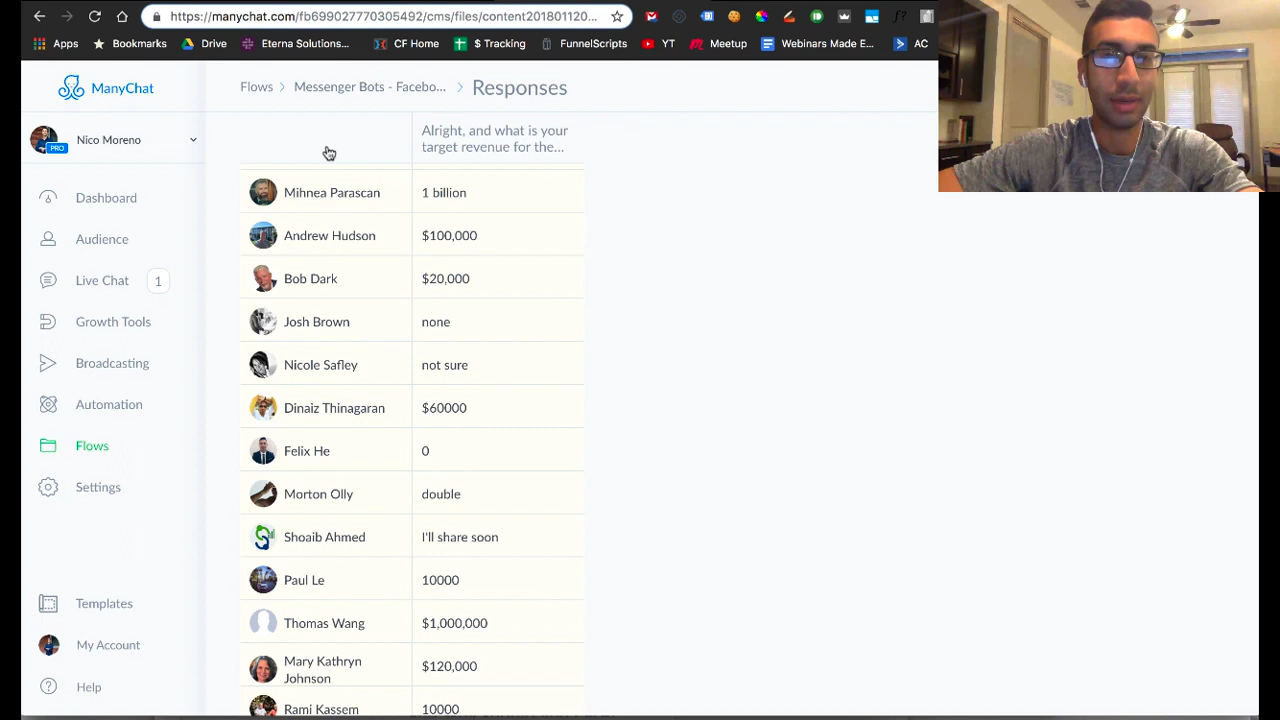 https://manychat.com/fb699027770305492/cms/files/content20180112​0...
Apps
Bookmarks
Drive
Eterna Solutions...
CF Home
$ Tracking
FunnelScripts
YT
Meetup
Webinars Made E...
AC
ManyChat
Flows
Messenger Bots - Facebo...
Responses
PRO
Nico Moreno
Alright, and what is your
target revenue for the...
Dashboard
Audience
Live Chat
1
Growth Tools
Broadcasting
Automation
Flows
Settings
Templates
My Account
Help
Mihnea Parascan
1 billion
Andrew Hudson
$100,000
Bob Dark
$20,000
Josh Brown
none
Nicole Safley
not sure
Dinaiz Thinagaran
$60000
Felix He
0
Morton Olly
double
Shoaib Ahmed
I'll share soon
Paul Le
10000
Thomas Wang
$1,000,000
Mary Kathryn
Johnson
$120,000
Rami Kassem
10000